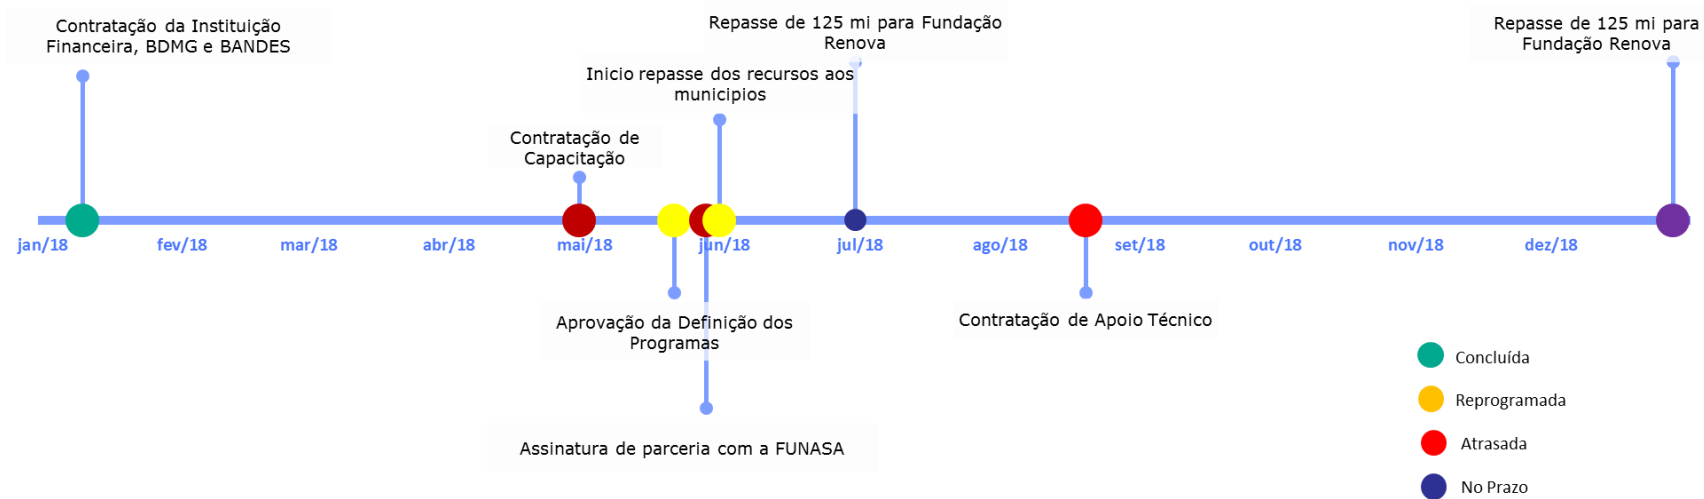 Contratação da Instituição
Financeira, BDMG e BANDES
Repasse de 125 mi para Fundação
Renova
Repasse de 125 mi para
Fundação Renova
Inicio repasse dos recursos aos
municipios
Contratação de
Capacitação
jan/18
fev/18
mar/18
abr/18
mai/18
jun/18
jul/18
ago/18
set/18
out/18
nov/18
dez/18
Aprovação da Definição dos
Programas
Contratação de Apoio Técnico
Assinatura de parceria com a FUNASA
Concluída
Reprogramada
Atrasada
No Prazo